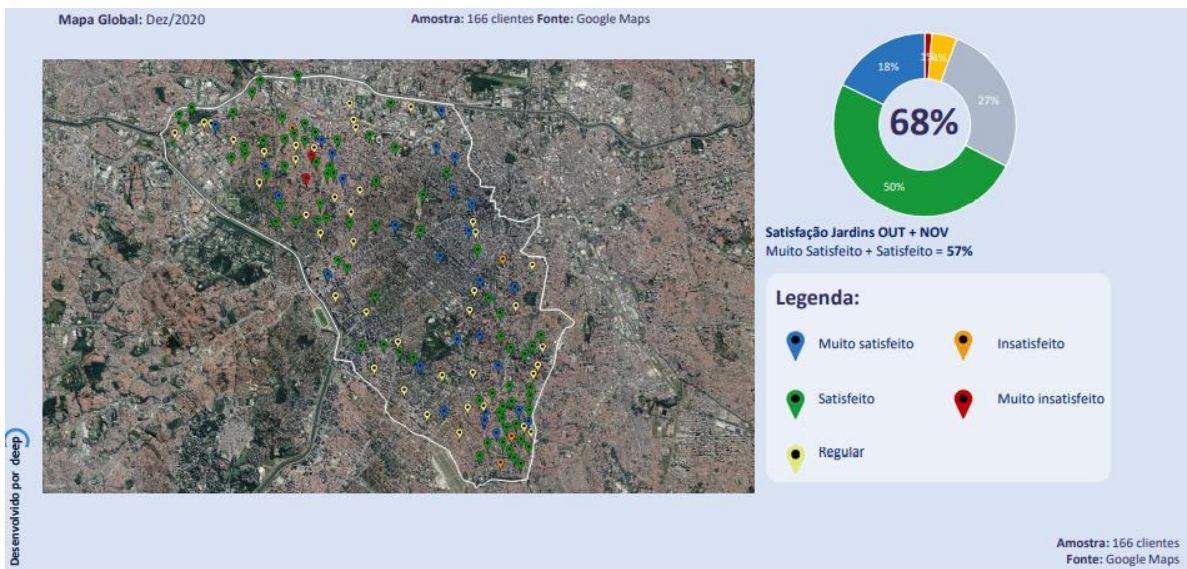 Mapa Global: Dez/2020
Amostra: 166 clientes Fonte: Google Maps
18%
1%
4%
27%
68%
50%
Satisfação Jardins OUT + NOV
Muito Satisfeito + Satisfeito = 57%
Legenda:
Muito satisfeito
Insatisfeito
Satisfeito
Muito insatisfeito
Regular
Desenvolvido por deep
Amostra: 166 clientes
Fonte: Google Maps